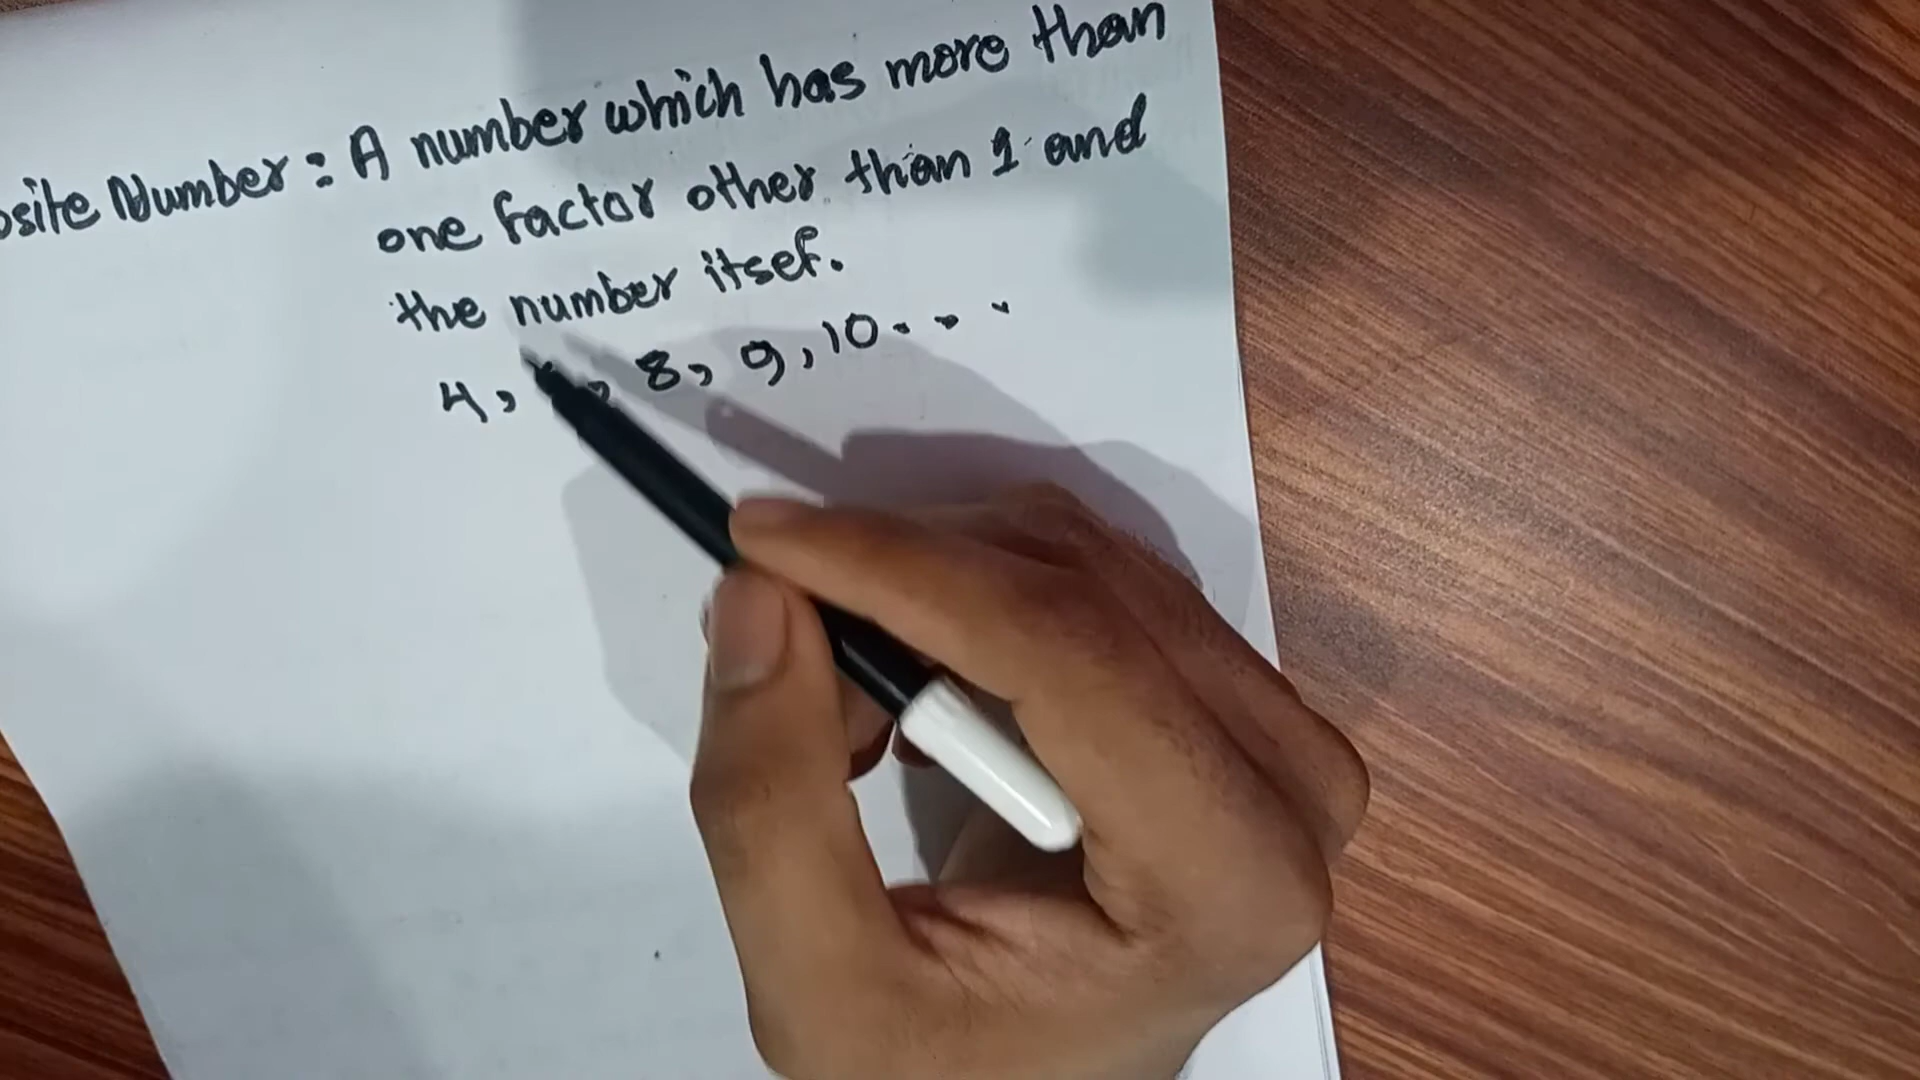 osite Number: A number which has more than
one factor other than 1 and
the number itsef.
4, , 8, 9, 10....